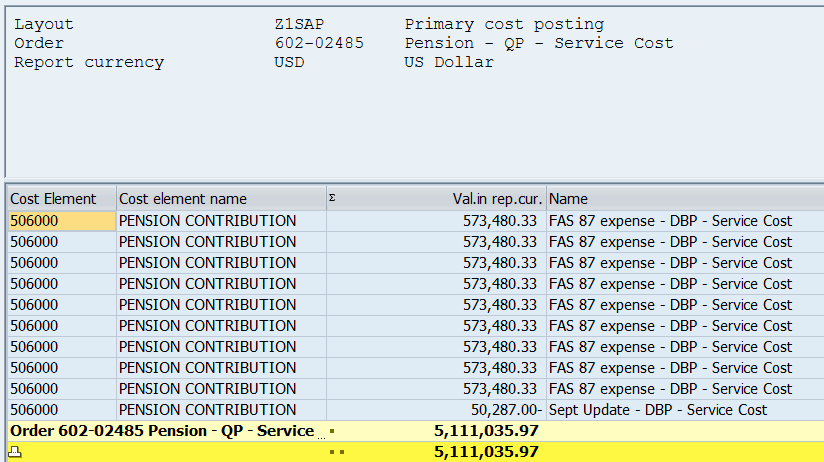 Layout Z1SAP Primary cost posting
Order 602-02485 Pension - QP - Service Cost
Report currency USD US Dollar
Cost Element Cost element name Σ Val.in rep.cur. Name
506000 PENSION CONTRIBUTION 573,480.33 FAS 87 expense - DBP - Service Cost
506000 PENSION CONTRIBUTION 573,480.33 FAS 87 expense - DBP - Service Cost
506000 PENSION CONTRIBUTION 573,480.33 FAS 87 expense - DBP - Service Cost
506000 PENSION CONTRIBUTION 573,480.33 FAS 87 expense - DBP - Service Cost
506000 PENSION CONTRIBUTION 573,480.33 FAS 87 expense - DBP - Service Cost
506000 PENSION CONTRIBUTION 573,480.33 FAS 87 expense - DBP - Service Cost
506000 PENSION CONTRIBUTION 573,480.33 FAS 87 expense - DBP - Service Cost
506000 PENSION CONTRIBUTION 573,480.33 FAS 87 expense - DBP - Service Cost
506000 PENSION CONTRIBUTION 573,480.33 FAS 87 expense - DBP - Service Cost
506000 PENSION CONTRIBUTION 50,287.00- Sept Update - DBP - Service Cost
Order 602-02485 Pension - QP - Service ... 5,111,035.97
5,111,035.97